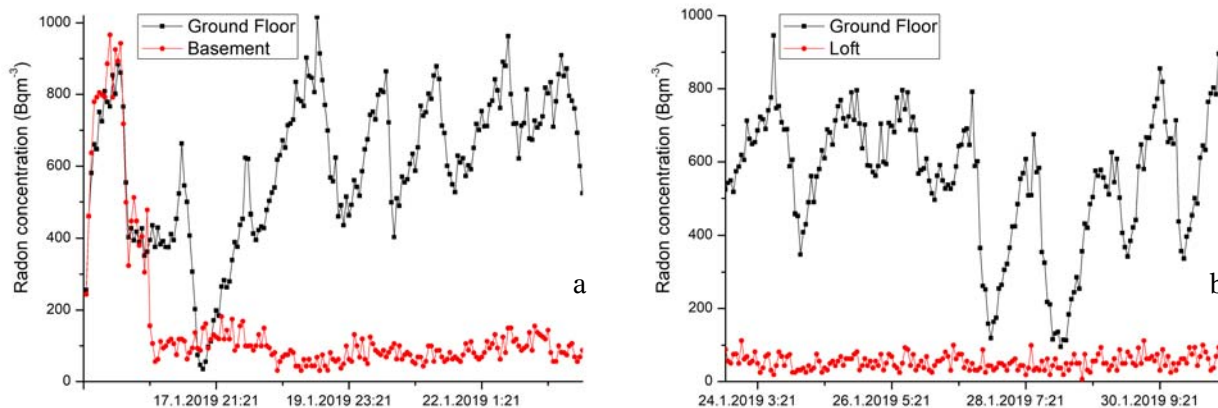 Radon concentration (Bqm-3)
1000
800
600
400
200
0
Ground Floor
Basement
a
17.1.2019 21:21
19.1.2019 23:21
22.1.2019 1:21
Radon concentration (Bqm-3)
1000
800
600
400
200
0
Ground Floor
Loft
b
24.1.2019 3:21
26.1.2019 5:21
28.1.2019 7:21
30.1.2019 9:21